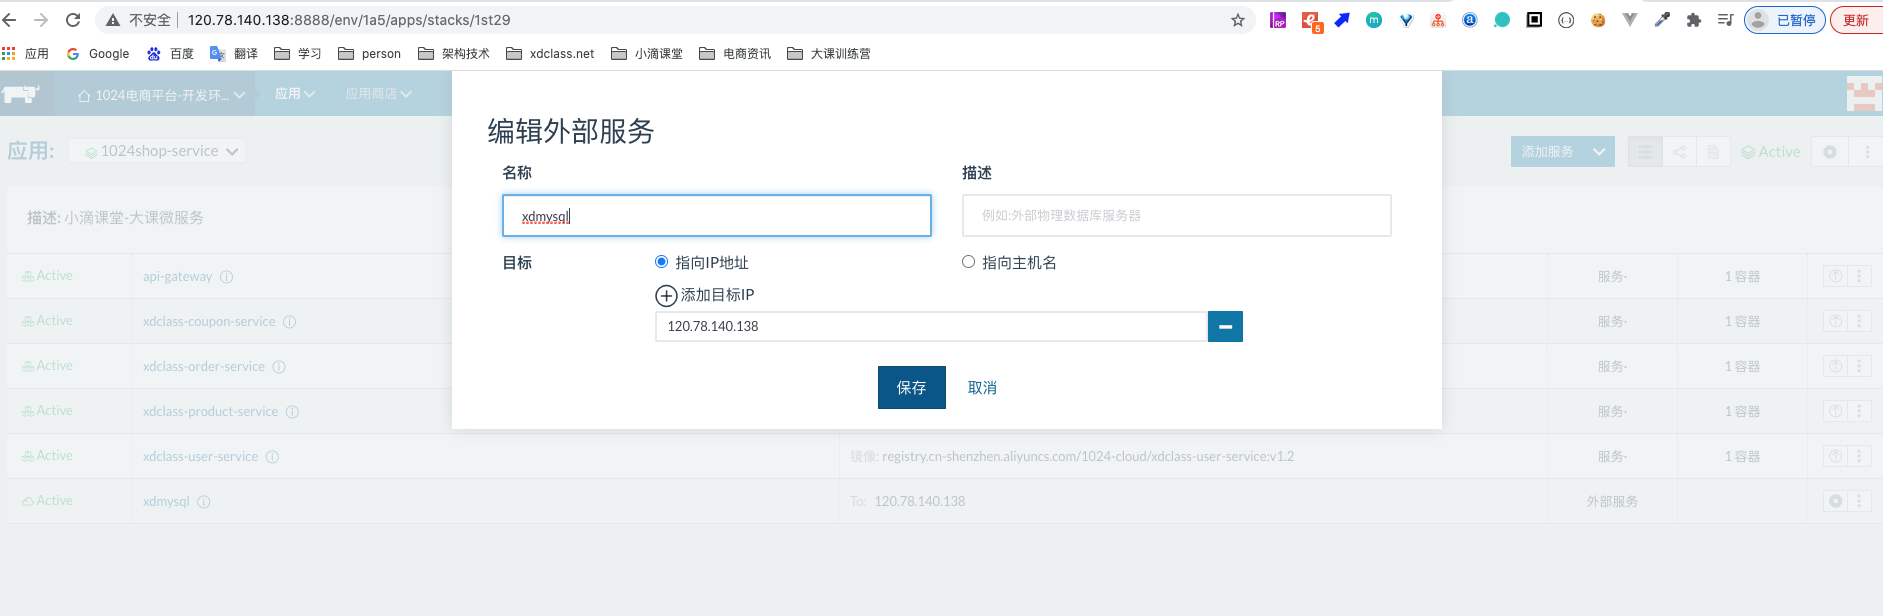 不安全 120.78.140.138:8888/env/1a5/apps/stacks/1st29 5 已暂停 更新
应用 Google 百度 翻译 学习 person 架构技术 xdclass.net 小滴课堂 电商资讯 大课训练营
1024电商平台-开发环... 应用 应用商店
应用: 1024shop-service 添加服务 Active
描述: 小滴课堂-大课微服务
编辑外部服务
名称 描述
xdmysql 例如:外部物理数据库服务器
目标 指向IP地址 指向主机名
添加目标IP
120.78.140.138
保存 取消
Active api-gateway 服务· 1 容器
Active xdclass-coupon-service 服务· 1 容器
Active xdclass-order-service 服务· 1 容器
Active xdclass-product-service 服务· 1 容器
Active xdclass-user-service 镜像: registry.cn-shenzhen.aliyuncs.com/1024-cloud/xdclass-user-service:v1.2 服务· 1 容器
Active xdmysql To: 120.78.140.138 外部服务